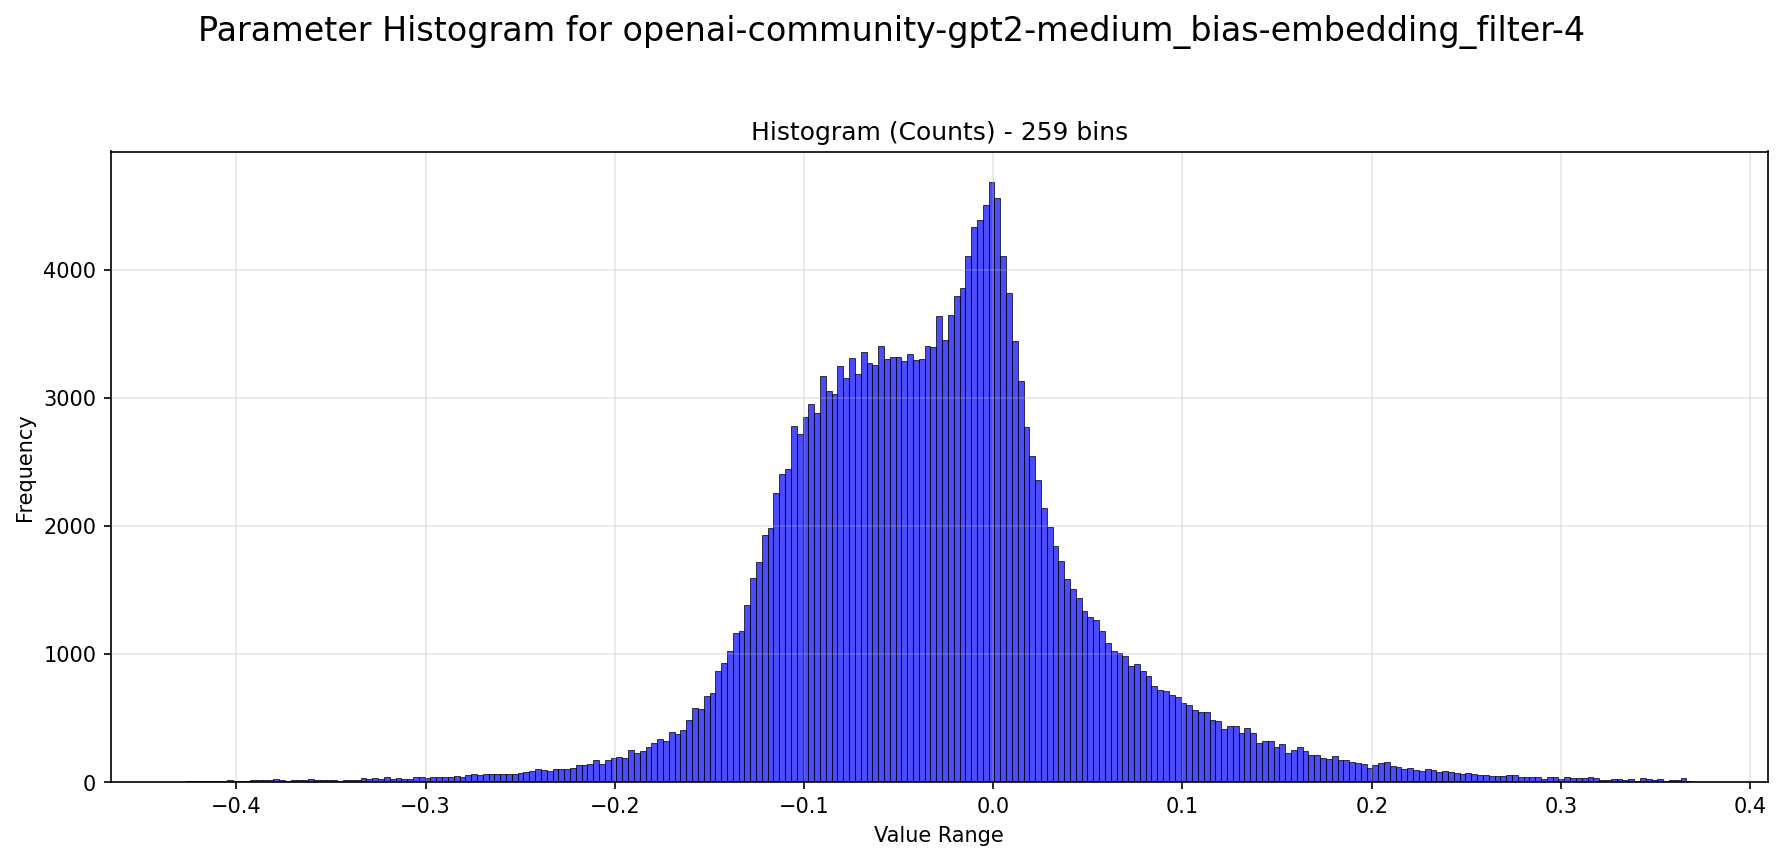 Parameter Histogram for openai-community-gpt2-medium_bias-embedding_filter-4
Histogram (Counts) - 259 bins
Frequency
4000
3000
2000
1000
0
−0.4 −0.3 −0.2 −0.1 0.0 0.1 0.2 0.3 0.4
Value Range